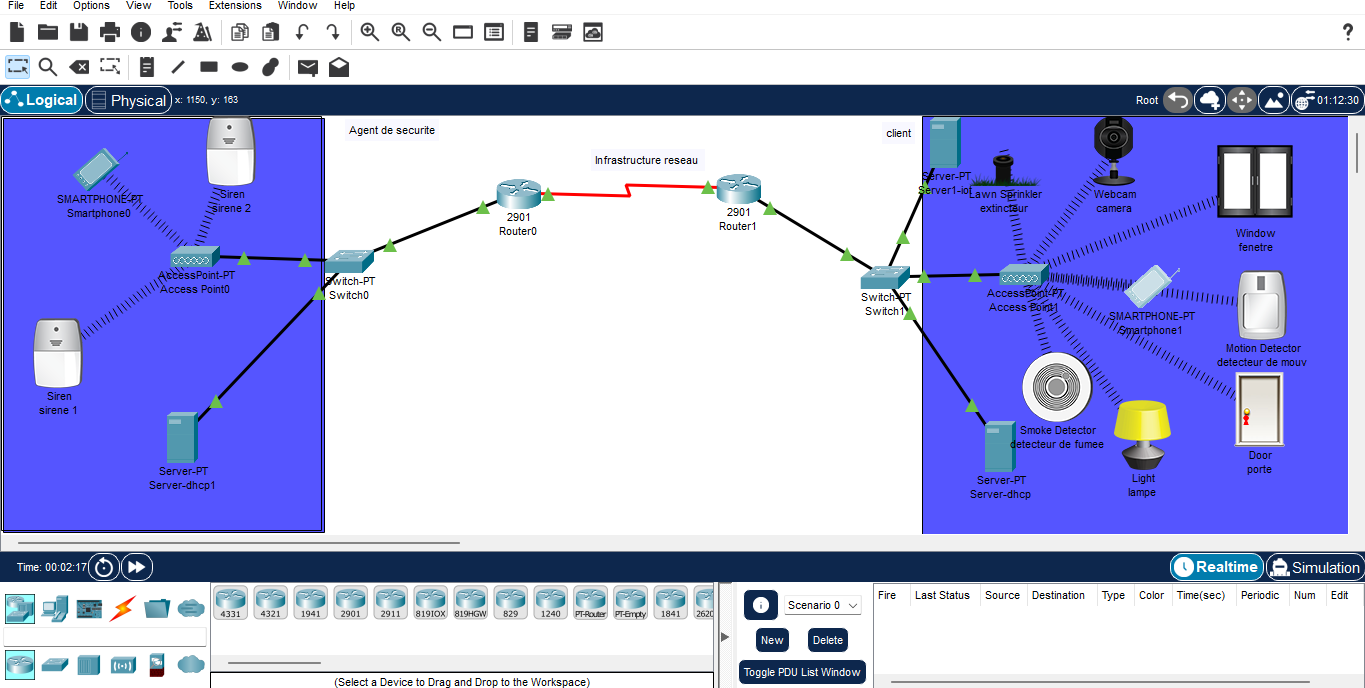 File Edit Options View Tools Extensions Window Help
Logical
Physical
x: 1150, y: 163
Root
01:12:30
Agent de securite
client
Infrastructure reseau
SMARTPHONE-PT
Smartphone0
Siren
sirene 2
AccessPoint-PT
Access Point0
Siren
sirene 1
Server-PT
Server-dhcp1
Switch-PT
Switch0
2901
Router0
2901
Router1
Switch-PT
Switch1
Server-PT
Server1-iot
Lawn Sprinkler
extincteur
Webcam
camera
Window
fenetre
AccessPoint-PT
Access Point1
SMARTPHONE-PT
Smartphone1
Motion Detector
detecteur de mouv
Smoke Detector
detecteur de fumee
Light
lampe
Door
porte
Server-PT
Server-dhcp
Time: 00:02:17
Realtime
Simulation
4331 4321 1941 2901 2911 819IOX 819HGW 829 1240 PT-Router PT-Empty 1841 2620
(Select a Device to Drag and Drop to the Workspace)
Scenario 0
New
Delete
Toggle PDU List Window
Fire Last Status Source Destination Type Color Time(sec) Periodic Num Edit